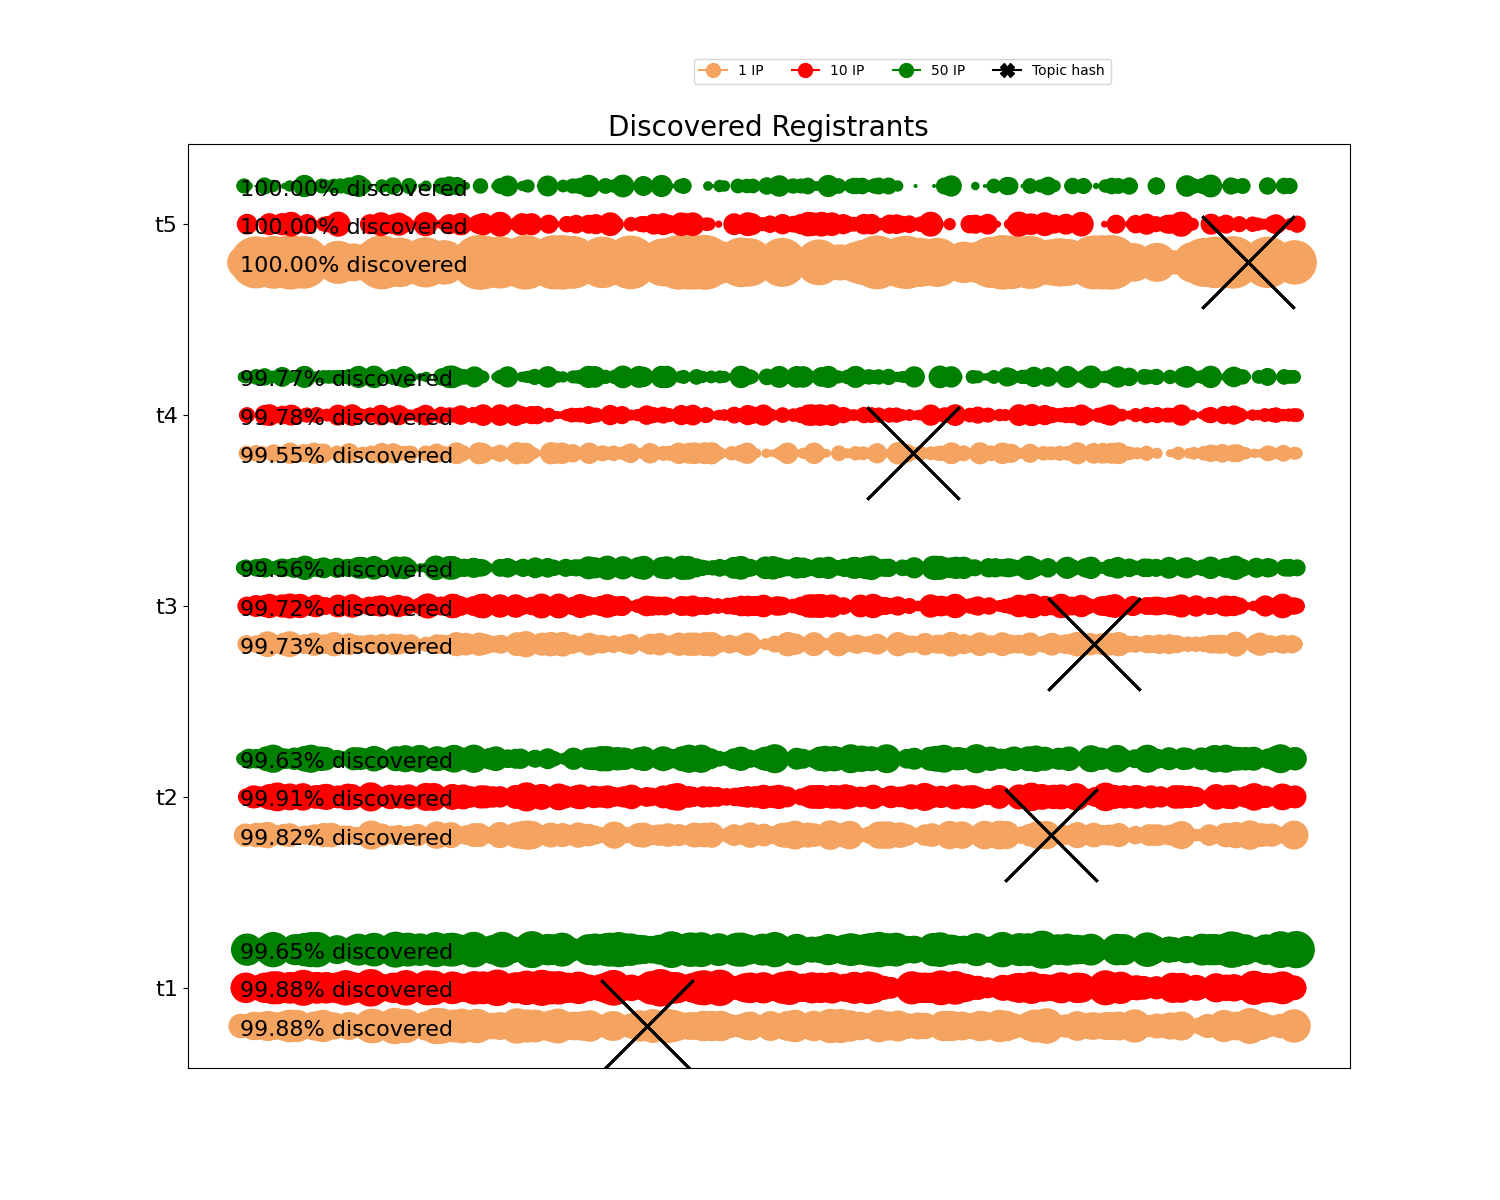 1 IP 10 IP 50 IP Topic hash
Discovered Registrants
100.00% discovered
t5
100.00% discovered
100.00% discovered
99.77% discovered
t4
99.78% discovered
99.55% discovered
99.56% discovered
t3
99.72% discovered
99.73% discovered
99.63% discovered
t2
99.91% discovered
99.82% discovered
99.65% discovered
t1
99.88% discovered
99.88% discovered